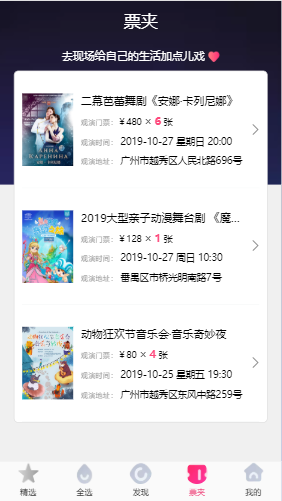 票夹
去现场给自己的生活加点儿戏
二幕芭蕾舞剧《安娜·卡列尼娜》
观演门票： ¥480 × 6 张
观演时间： 2019-10-27 星期日 20:00
观演地址： 广州市越秀区人民北路696号
ANNA
KARENINA
2019大型亲子动漫舞台剧 《魔...
观演门票： ¥128 × 1 张
观演时间： 2019-10-27 周日 10:30
观演地址： 番禺区市桥光明南路7号
动物狂欢节音乐会·音乐奇妙夜
观演门票： ¥80 × 4 张
观演时间： 2019-10-25 星期五 19:30
观演地址： 广州市越秀区东风中路259号
精选 全选 发现 票夹 我的